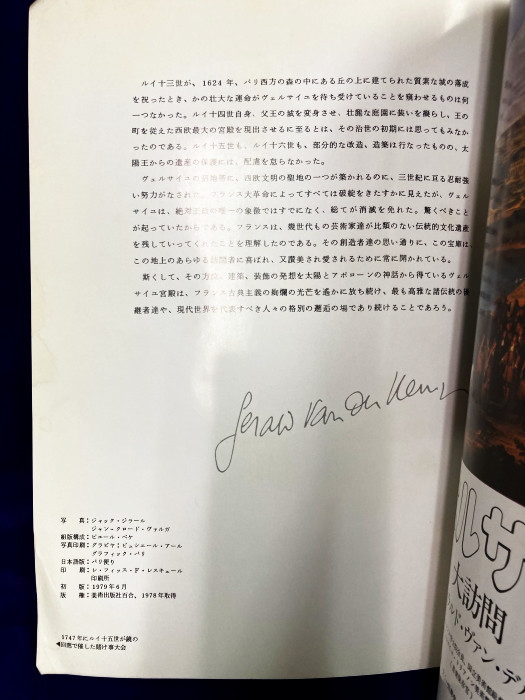 ルイ十三世が、1624年、パリ西方の森の中にある丘の上に建てられた質素な城の落成
を祝ったとき、かの壮大な運命がヴェルサイユを待ち受けていることを窺わせるものは何
一つなかった。ルイ十四世自身、父王の城を変身させ、壮麗な庭園に装いを凝らし、王の
町を従えた西欧最大の宮殿を現出させるに至るとは、その治世の初期には思ってもみなか
ったのである。ルイ十五世も、ルイ十六世も、部分的な改造、造築は行なったものの、太
陽王からの遺産の保護には、配慮を怠らなかった。
ヴェルサイユの沼地帯に、西欧文明の聖地の一つが築かれるのに、三世紀に亘る忍耐強
い努力がなされた。フランス大革命によってすべては破綻をきたすかに見えたが、ヴェル
サイユは、絶対王政の唯一の象徴ではすでになく、総てが消滅を免れた。驚くべきこと
が起っていたからである。フランスは、幾世代もの芸術家達が比類のない伝統的文化遺産
を残していってくれたことを理解したのである。その創造者達の思い通りに、この宝庫は、
この地上のあらゆる訪問者に喜ばれ、又讃美され愛されるために常に開かれている。
斯くして、その方位、建築、装飾の発想を太陽とアポローンの神話から得ているヴェル
サイユ宮殿は、フランス古典主義の絢爛の光芒を遙かに放ち続け、最も高雅な諸伝統の後
継者達や、現代世界を代表すべき人々の格別の邂逅の場であり続けることであろう。
Gerald Van der Kemp
写 真：ジャック・ジラール
ジャン-クロード・ヴァルガ
組版構成：ピエール・ペケ
写真印刷：グラビヤ：ビュシエール・アール
グラフィック・パリ
日本語版：パリ便り
印 刷：レ・フィッス・ド・レスキュール
印刷所
初 版：1979年6月
版 権：美術出版社百合、1978年取得
1747年にルイ十五世が鏡の
◀回廊で催した賭け事大会
ルサ
大訪問
ルド・ヴァン・デ